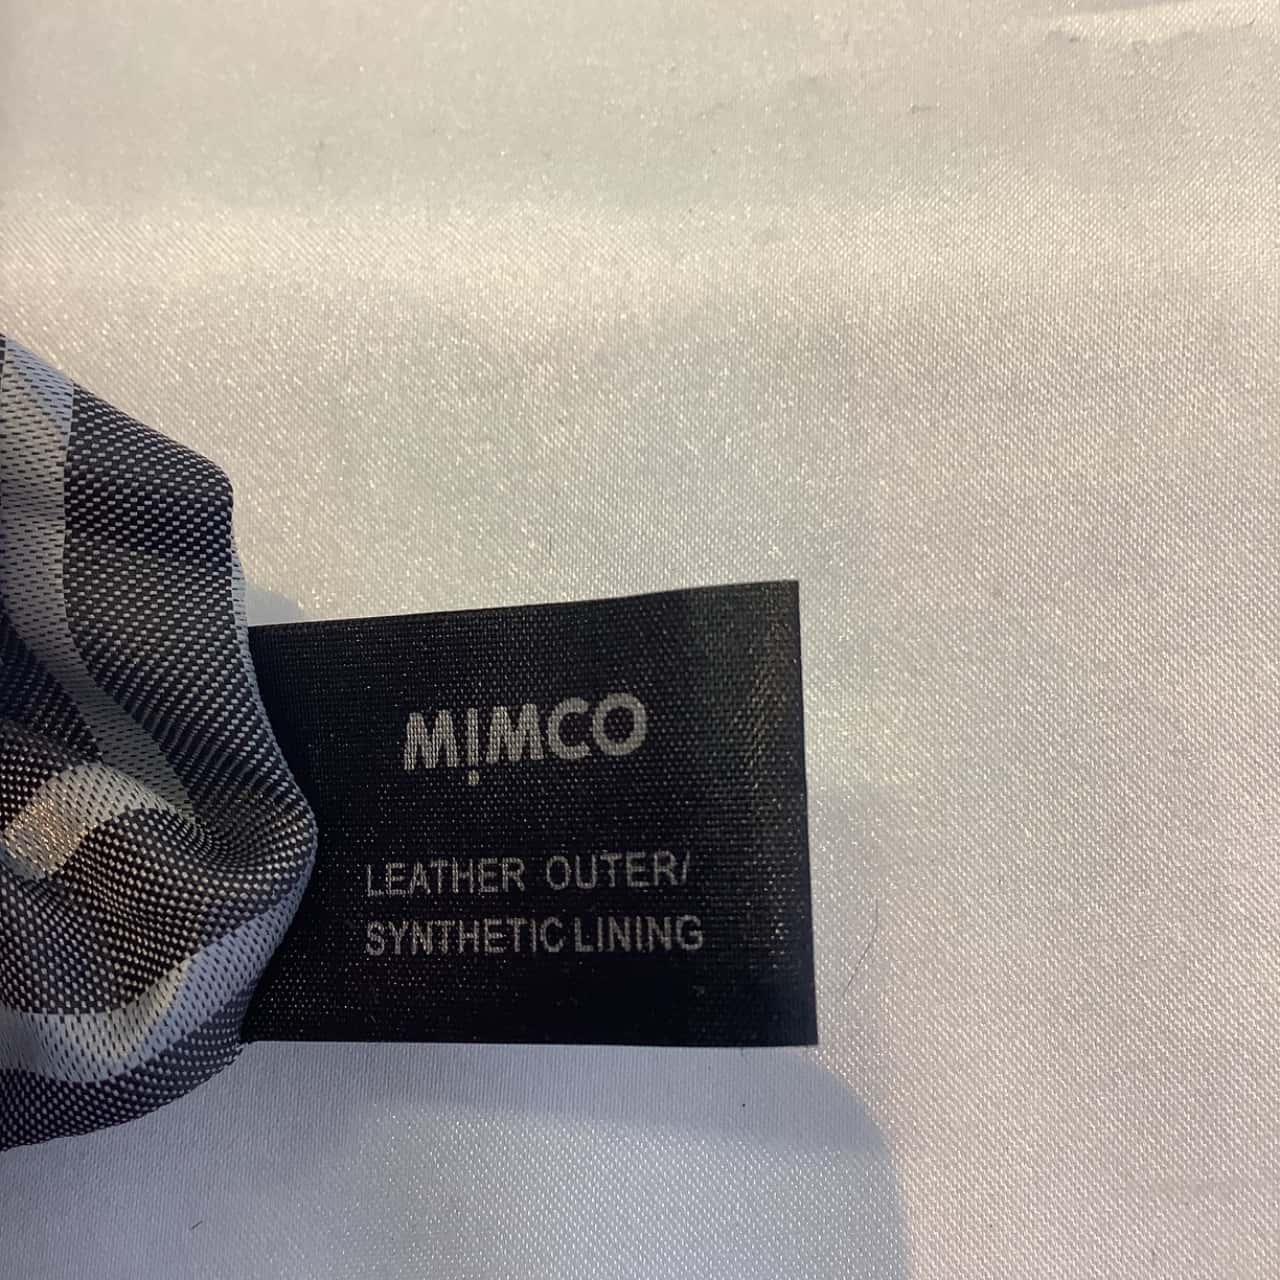 MIMCO
LEATHER OUTER/
SYNTHETIC LINING